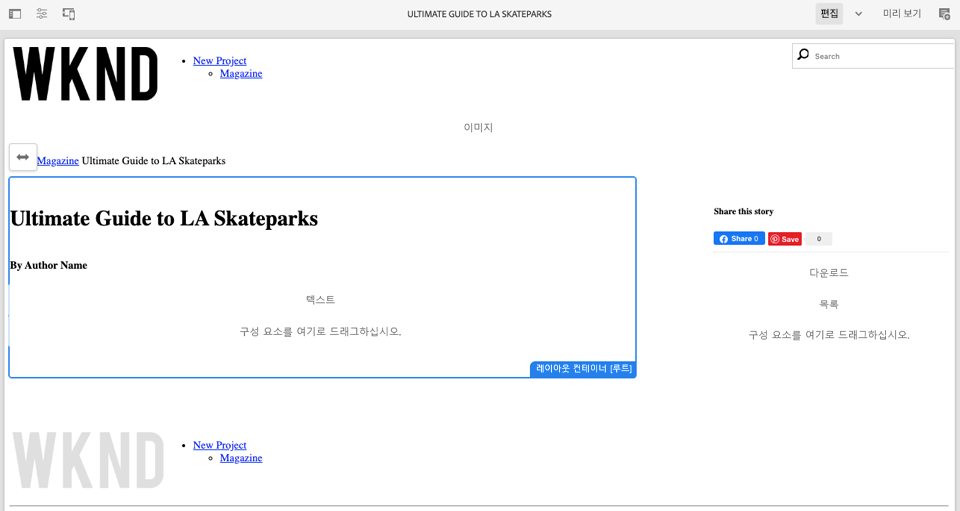 ULTIMATE GUIDE TO LA SKATEPARKS
편집
미리 보기
WKND
New Project
Magazine
Search
이미지
Magazine Ultimate Guide to LA Skateparks
Ultimate Guide to LA Skateparks
By Author Name
텍스트
구성 요소를 여기로 드래그하십시오.
레이아웃 컨테이너 [루트]
Share this story
Share 0
Save
0
다운로드
목록
구성 요소를 여기로 드래그하십시오.
WKND
New Project
Magazine